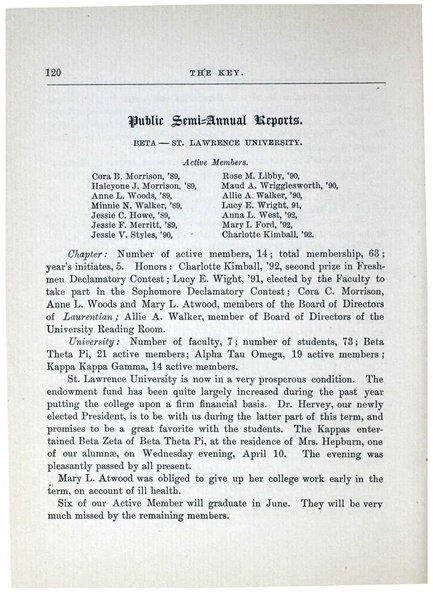 120 THE KEY.
Public Semi-Annual Reports.
BETA — ST. LAWRENCE UNIVERSITY.
Active Members.
Cora B. Morrison, '89, Rose M. Libby, '90,
Halcyone J. Morrison, '89, Maud A. Wrigglesworth, '90,
Anne L. Woods, '89, Allie A. Walker, '90,
Minnie N. Walker, '89, Lucy E. Wright, 91,
Jessie C. Howe, '89, Anna L. West, '92,
Jessie F. Merritt, '89, Mary I. Ford, '92,
Jessie V. Styles, '90, Charlotte Kimball, '92.
Chapter: Number of active members, 14; total membership, 63;
year's initiates, 5. Honors: Charlotte Kimball, '92, second prize in Fresh-
men Declamatory Contest; Lucy E. Wight, '91, elected by the Faculty to
take part in the Sophomore Declamatory Contest; Cora C. Morrison,
Anne L. Woods and Mary L. Atwood, members of the Board of Directors
of Laurentian; Allie A. Walker, member of Board of Directors of the
University Reading Room.
University: Number of faculty, 7; number of students, 73; Beta
Theta Pi, 21 active members; Alpha Tau Omega, 19 active members;
Kappa Kappa Gamma, 14 active members.
St. Lawrence University is now in a very prosperous condition. The
endowment fund has been quite largely increased during the past year
putting the college upon a firm financial basis. Dr. Hervey, our newly
elected President, is to be with us during the latter part of this term, and
promises to be a great favorite with the students. The Kappas enter-
tained Beta Zeta of Beta Theta Pi, at the residence of Mrs. Hepburn, one
of our alumnæ, on Wednesday evening, April 10. The evening was
pleasantly passed by all present.
Mary L. Atwood was obliged to give up her college work early in the
term, on account of ill health.
Six of our Active Member will graduate in June. They will be very
much missed by the remaining members.